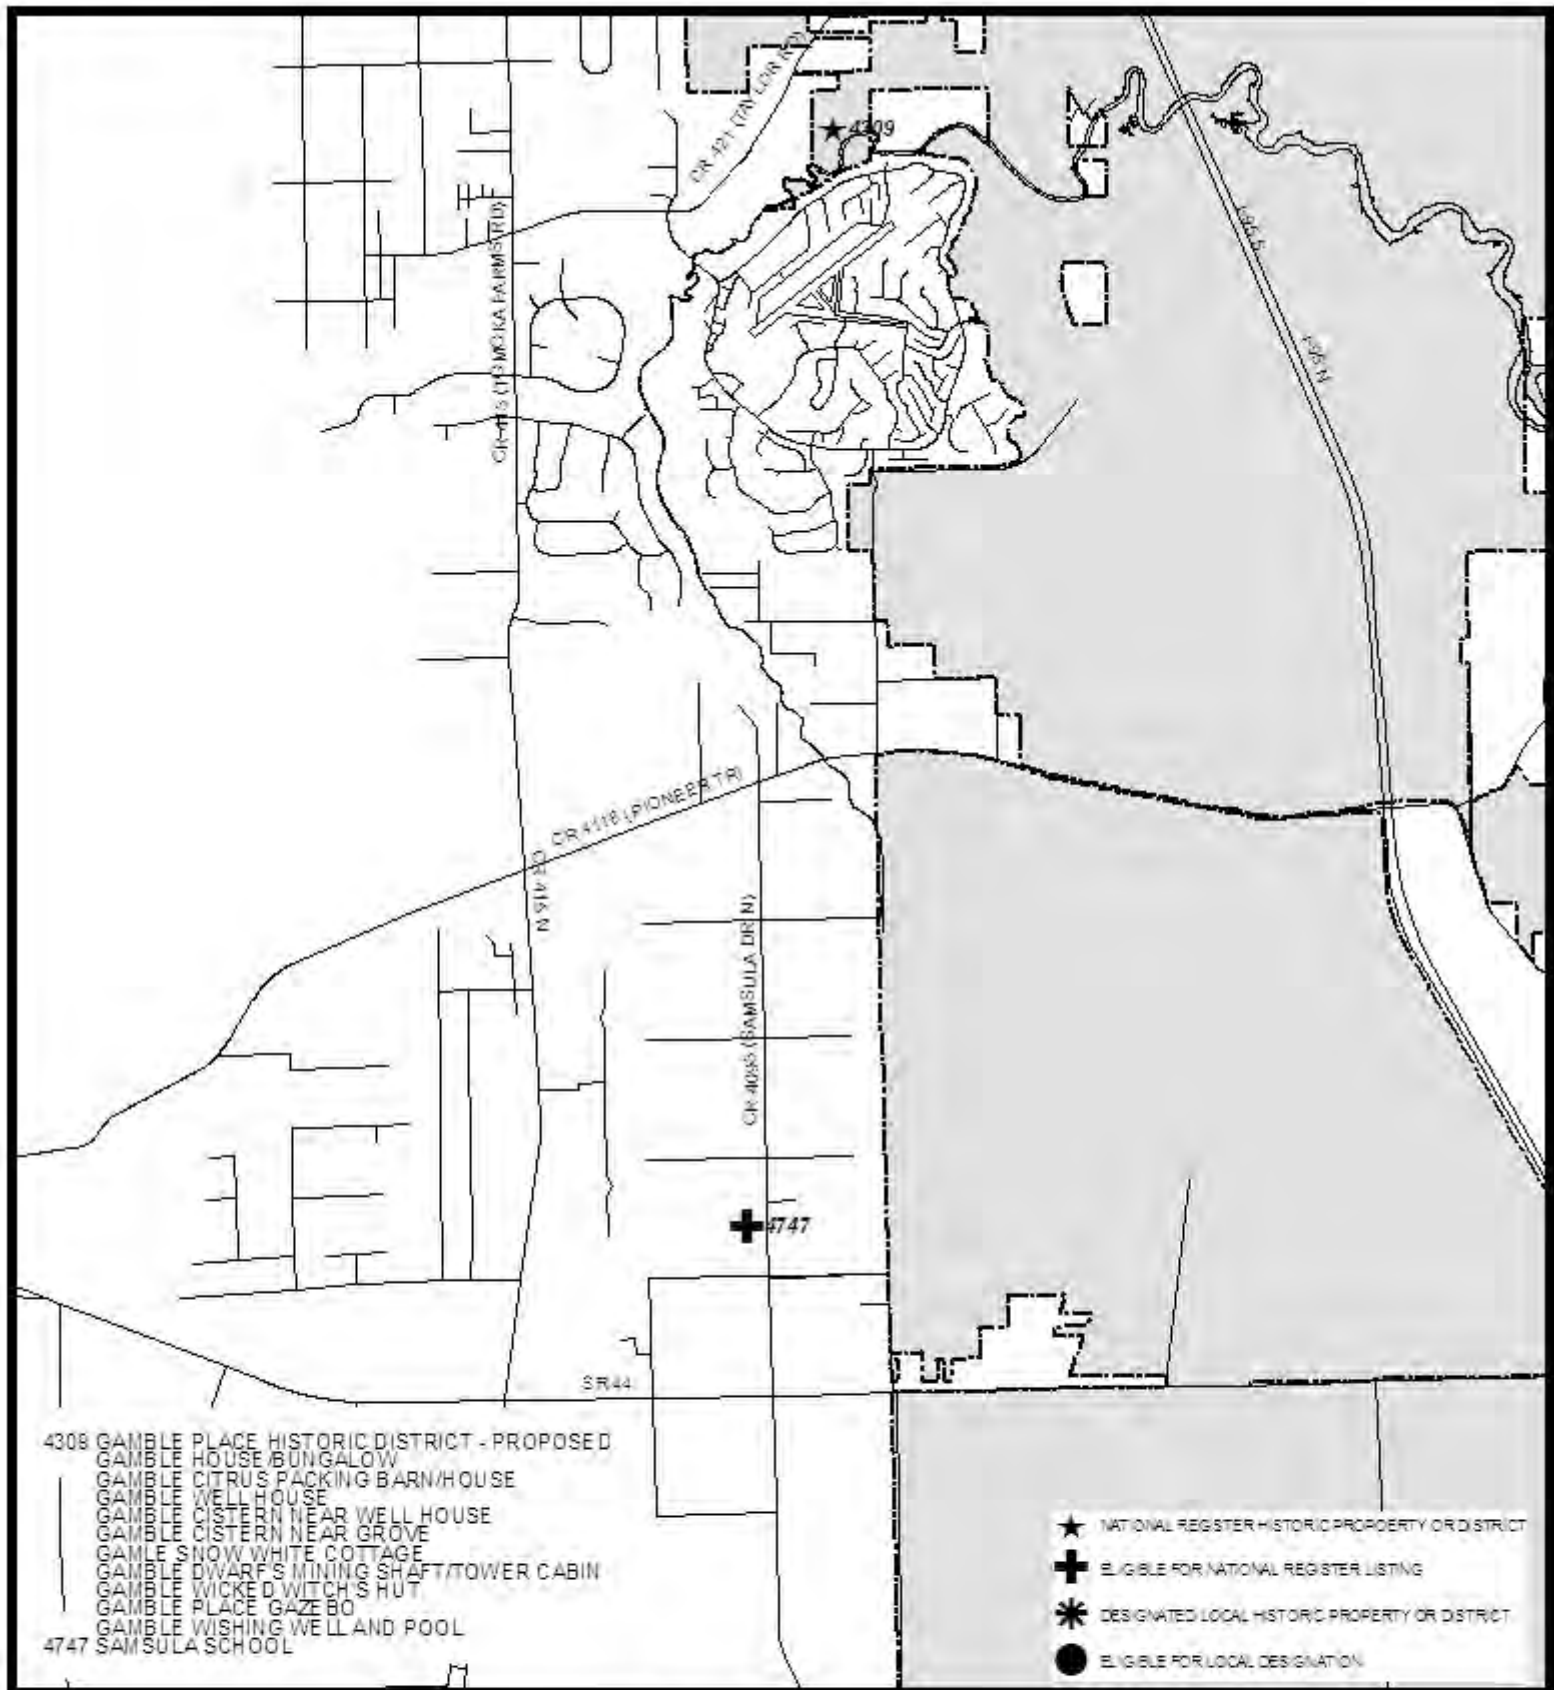 CR 421 (TAYLOR RD)
4309
CR 415 (TOMOKA FARMS RD)
I-95 S
I-95 N
CR 4118 (PIONEER TR)
CR 415 N
CR 4095 (SAMSULA DR N)
4747
SR 44
4309 GAMBLE PLACE HISTORIC DISTRICT - PROPOSED
GAMBLE HOUSE/BUNGALOW
GAMBLE CITRUS PACKING BARN/HOUSE
GAMBLE WELL HOUSE
GAMBLE CISTERN NEAR WELL HOUSE
GAMBLE CISTERN NEAR GROVE
GAMLE SNOW WHITE COTTAGE
GAMBLE DWARF'S MINING SHAFT/TOWER CABIN
GAMBLE WICKED WITCH'S HUT
GAMBLE PLACE GAZEBO
GAMBLE WISHING WELL AND POOL
4747 SAMSULA SCHOOL
NATIONAL REGISTER HISTORIC PROPOERTY OR DISTRICT
ELIGIBLE FOR NATIONAL REGISTER LISTING
DESIGNATED LOCAL HISTORIC PROPERTY OR DISTRICT
ELIGIBLE FOR LOCAL DESIGNATION